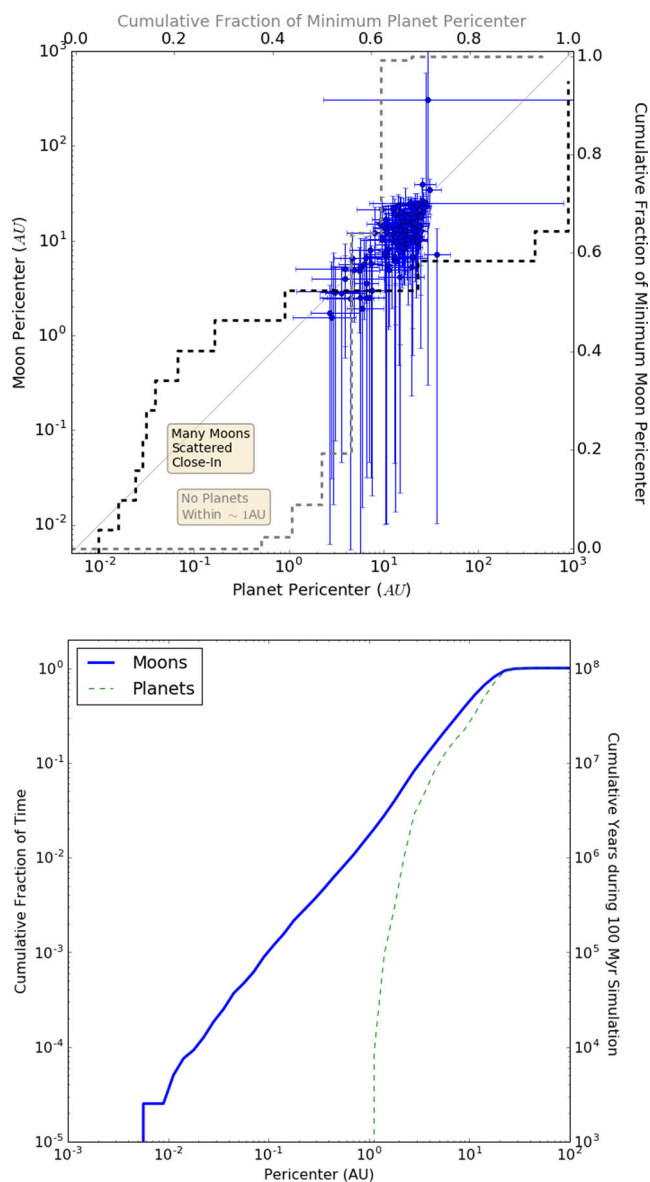 Cumulative Fraction of Minimum Planet Pericenter
0.0 0.2 0.4 0.6 0.8 1.0
10³
10²
10¹
10⁰
10⁻¹
10⁻²
Moon Pericenter (AU)
1.0
0.8
0.6
0.4
0.2
0.0
Cumulative Fraction of Minimum Moon Pericenter
Many Moons
Scattered
Close-In
No Planets
Within ~ 1AU
10⁻² 10⁻¹ 10⁰ 10¹ 10² 10³
Planet Pericenter (AU)
Moons
Planets
10⁰
10⁻¹
10⁻²
10⁻³
10⁻⁴
10⁻⁵
Cumulative Fraction of Time
10⁸
10⁷
10⁶
10⁵
10⁴
10³
Cumulative Years during 100 Myr Simulation
10⁻³ 10⁻² 10⁻¹ 10⁰ 10¹ 10²
Pericenter (AU)